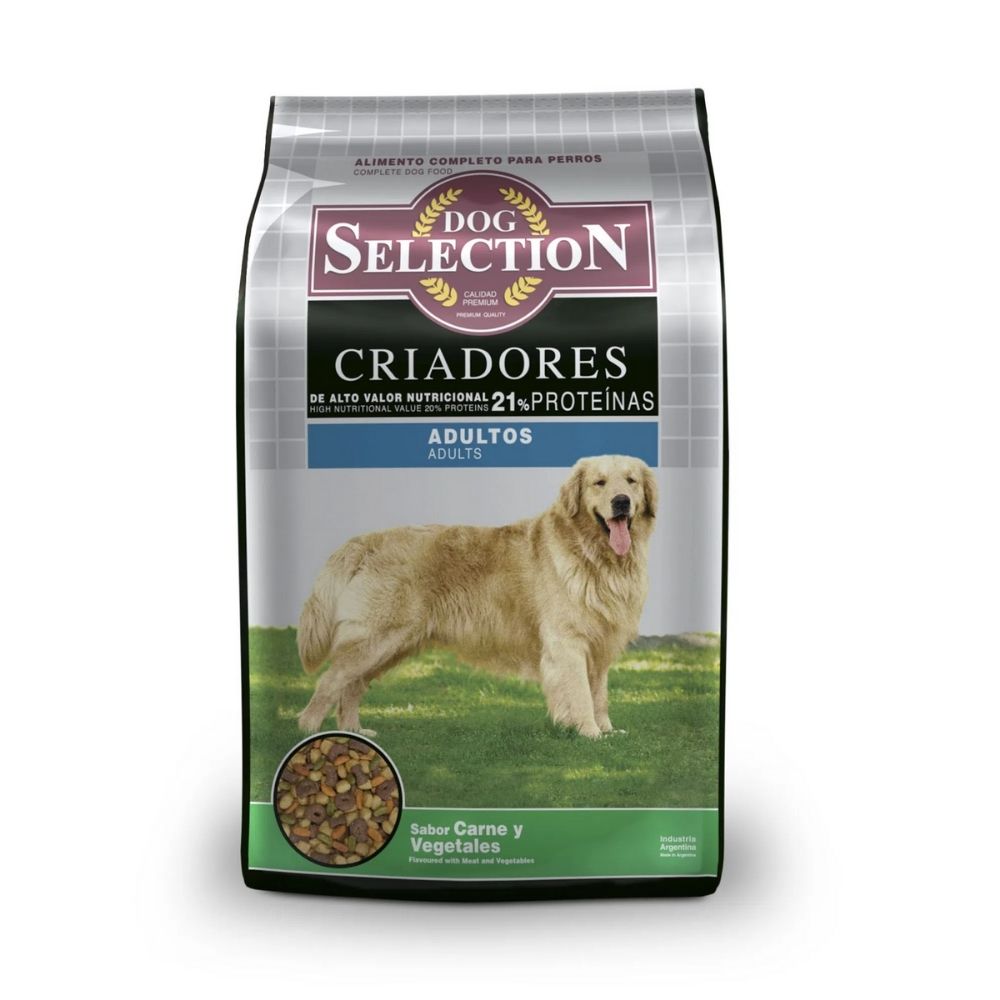 ALIMENTO COMPLETO PARA PERROS
COMPLETE DOG FOOD
DOG
SELECTION
CALIDAD
PREMIUM
PREMIUM QUALITY
CRIADORES
DE ALTO VALOR NUTRICIONAL 21% PROTEÍNAS
HIGH NUTRITIONAL VALUE 20% PROTEINS
ADULTOS
ADULTS
Sabor Carne y
Vegetales
Flavoured with Meat and Vegetables
Industria
Argentina
Made in Argentina